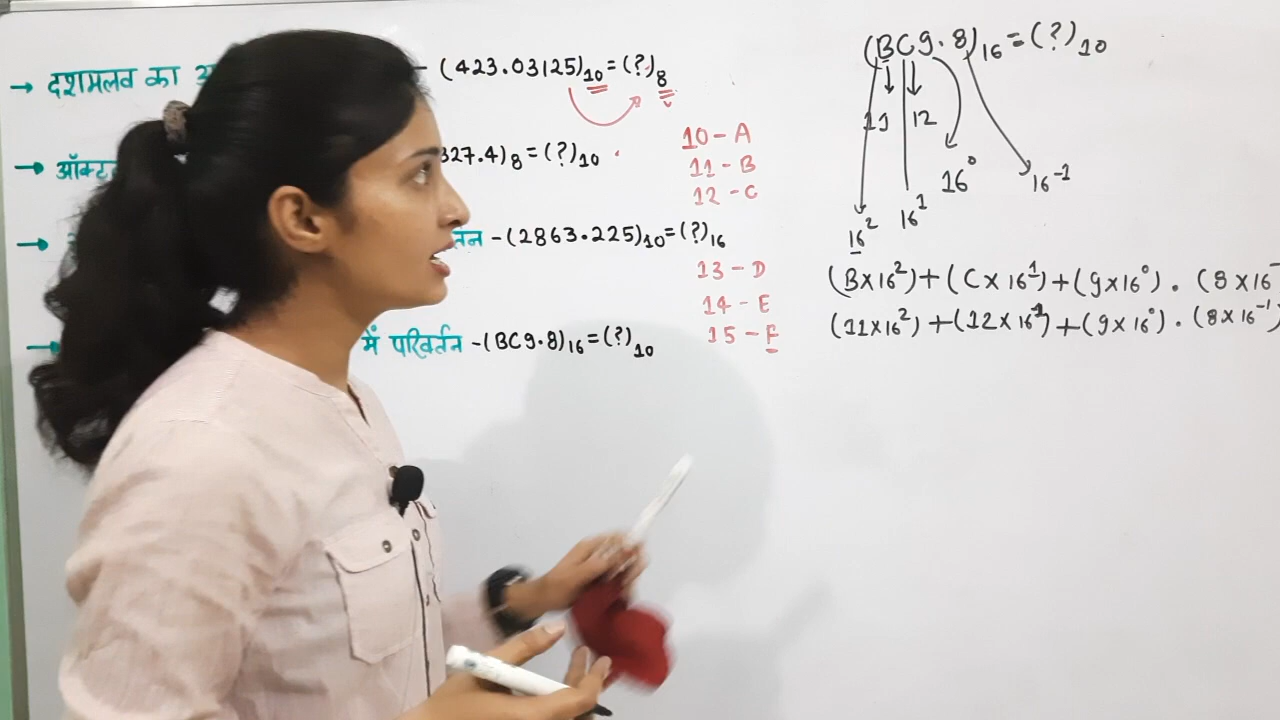 → दशमलव का - (423.03125)₁₀ = (?)₈
→ 327.4)₈ = (?)₁₀
→ - (2863.225)₁₀ = (?)₁₆
→ में परिवर्तन - (BC9.8)₁₆ = (?)₁₀
10 - A
11 - B
12 - C
13 - D
14 - E
15 - F
(BC9.8)₁₆ = (?)₁₀
11 12
16² 16¹ 16⁰ 16⁻¹
(B×16²) + (C×16¹) + (9×16⁰) . (8×16⁻
(11×16²) + (12×16¹) + (9×16⁰) . (8×16⁻¹)